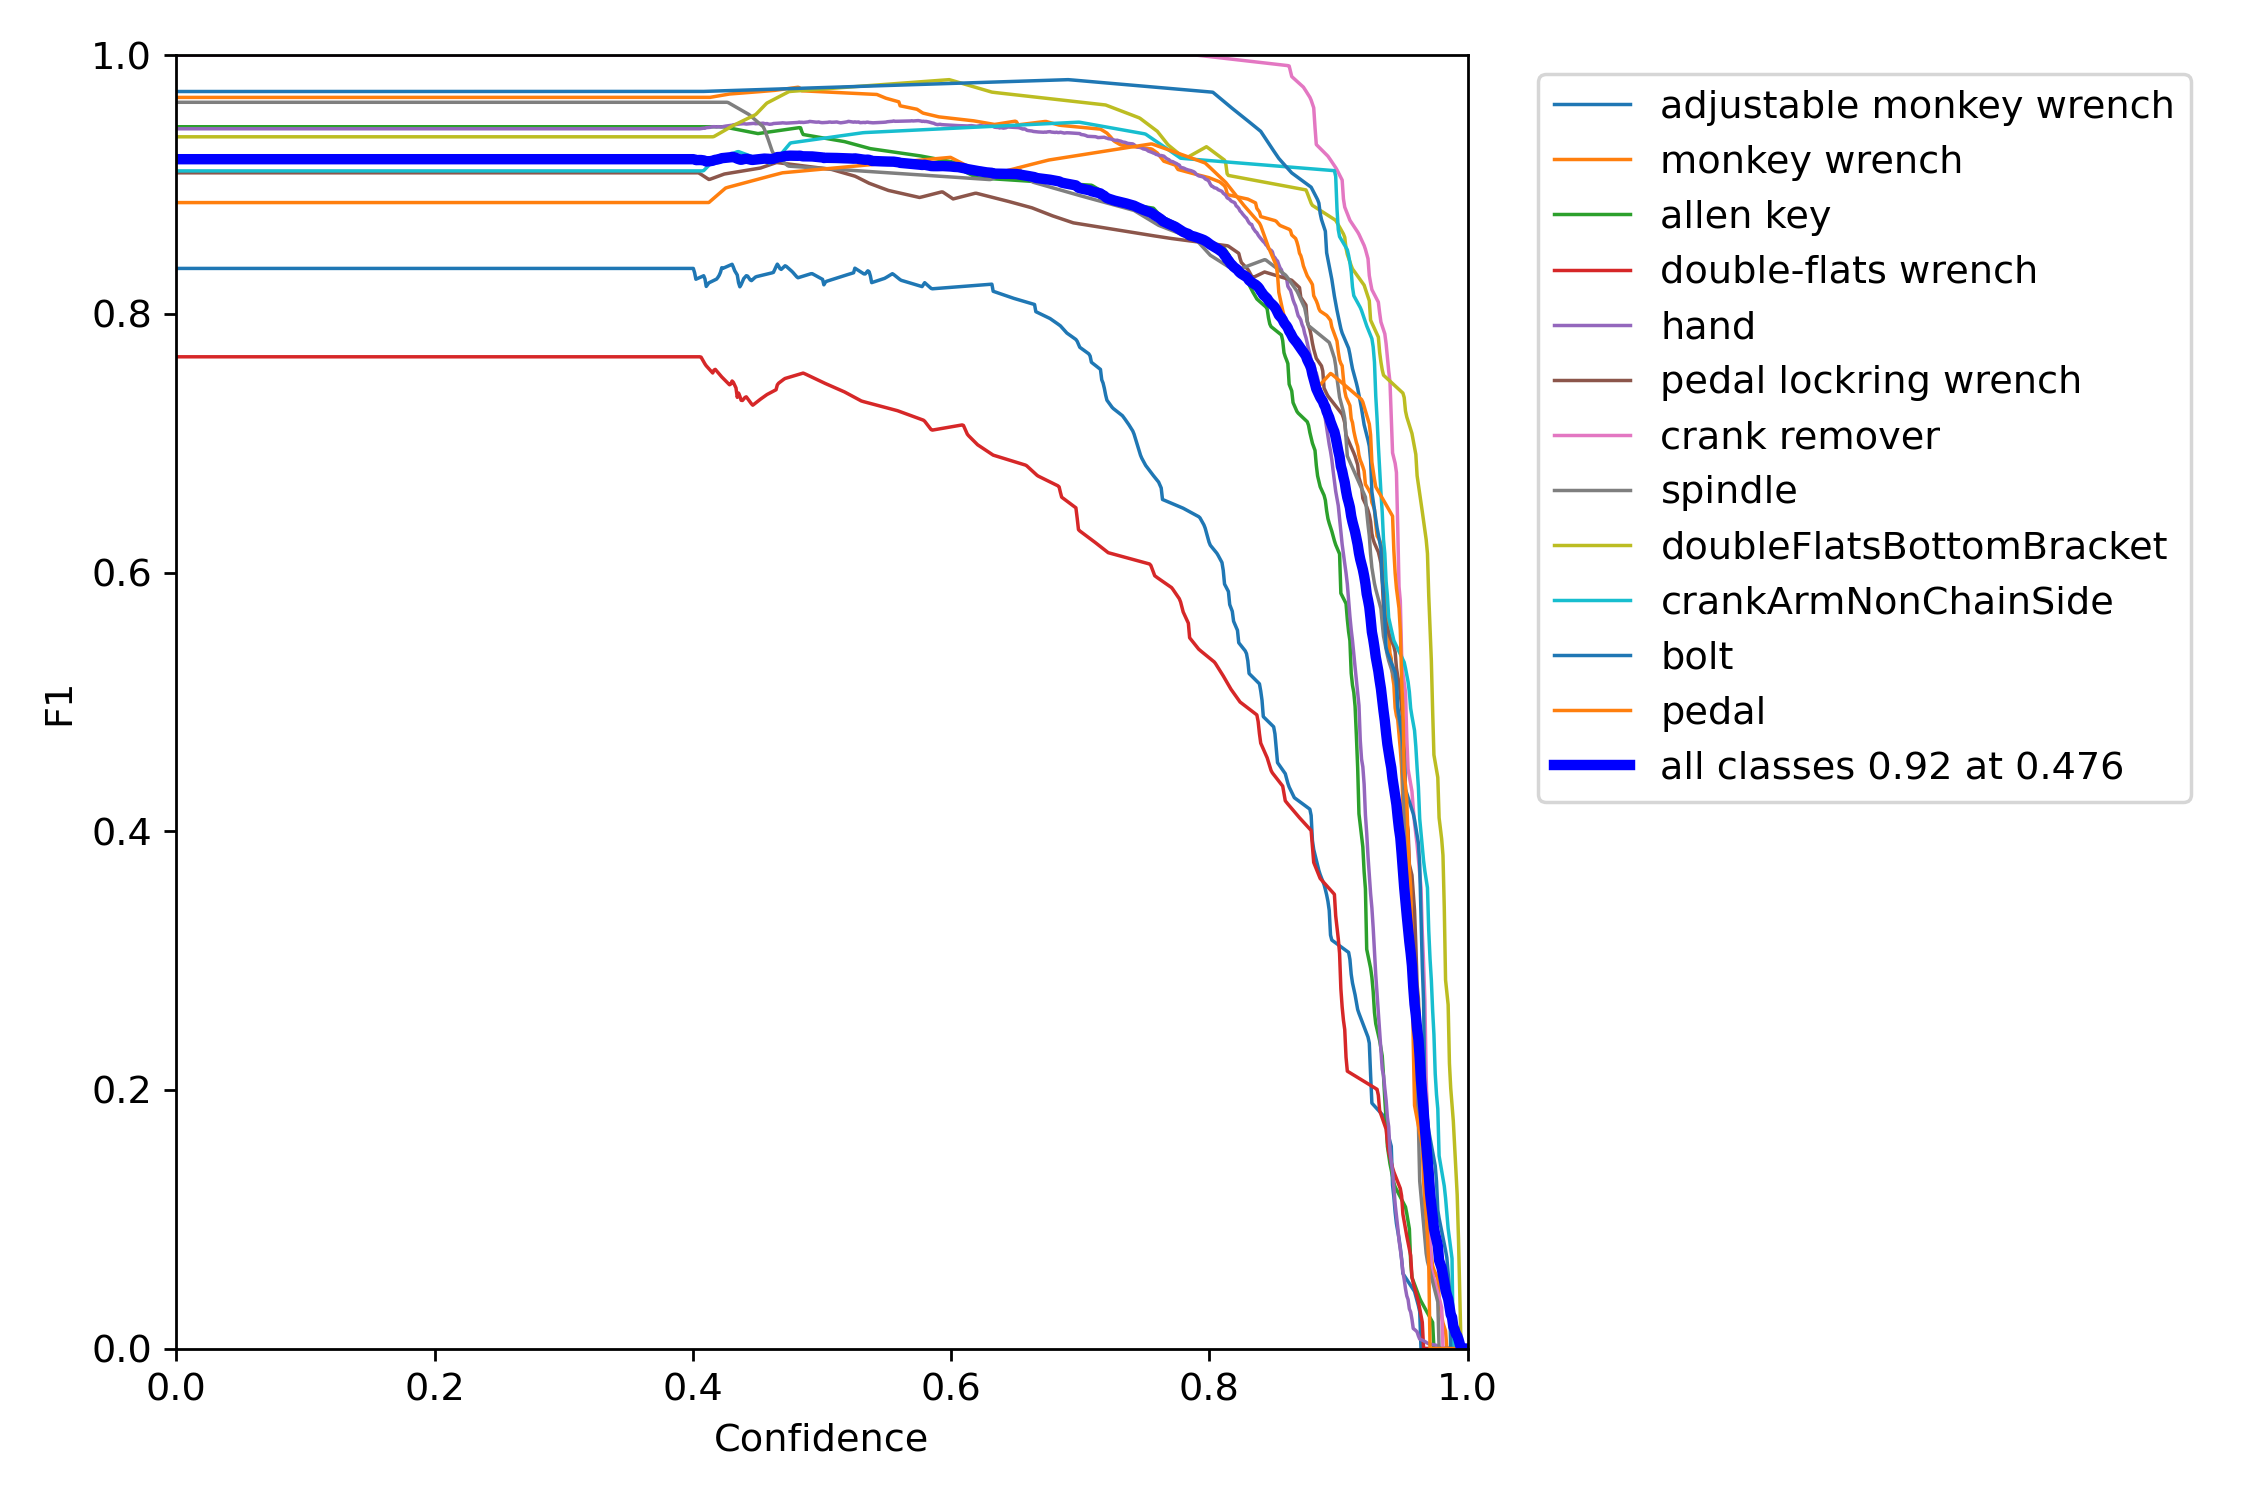 1.0
0.8
0.6
0.4
0.2
0.0
F1
0.0 0.2 0.4 0.6 0.8 1.0
Confidence
adjustable monkey wrench
monkey wrench
allen key
double-flats wrench
hand
pedal lockring wrench
crank remover
spindle
doubleFlatsBottomBracket
crankArmNonChainSide
bolt
pedal
all classes 0.92 at 0.476